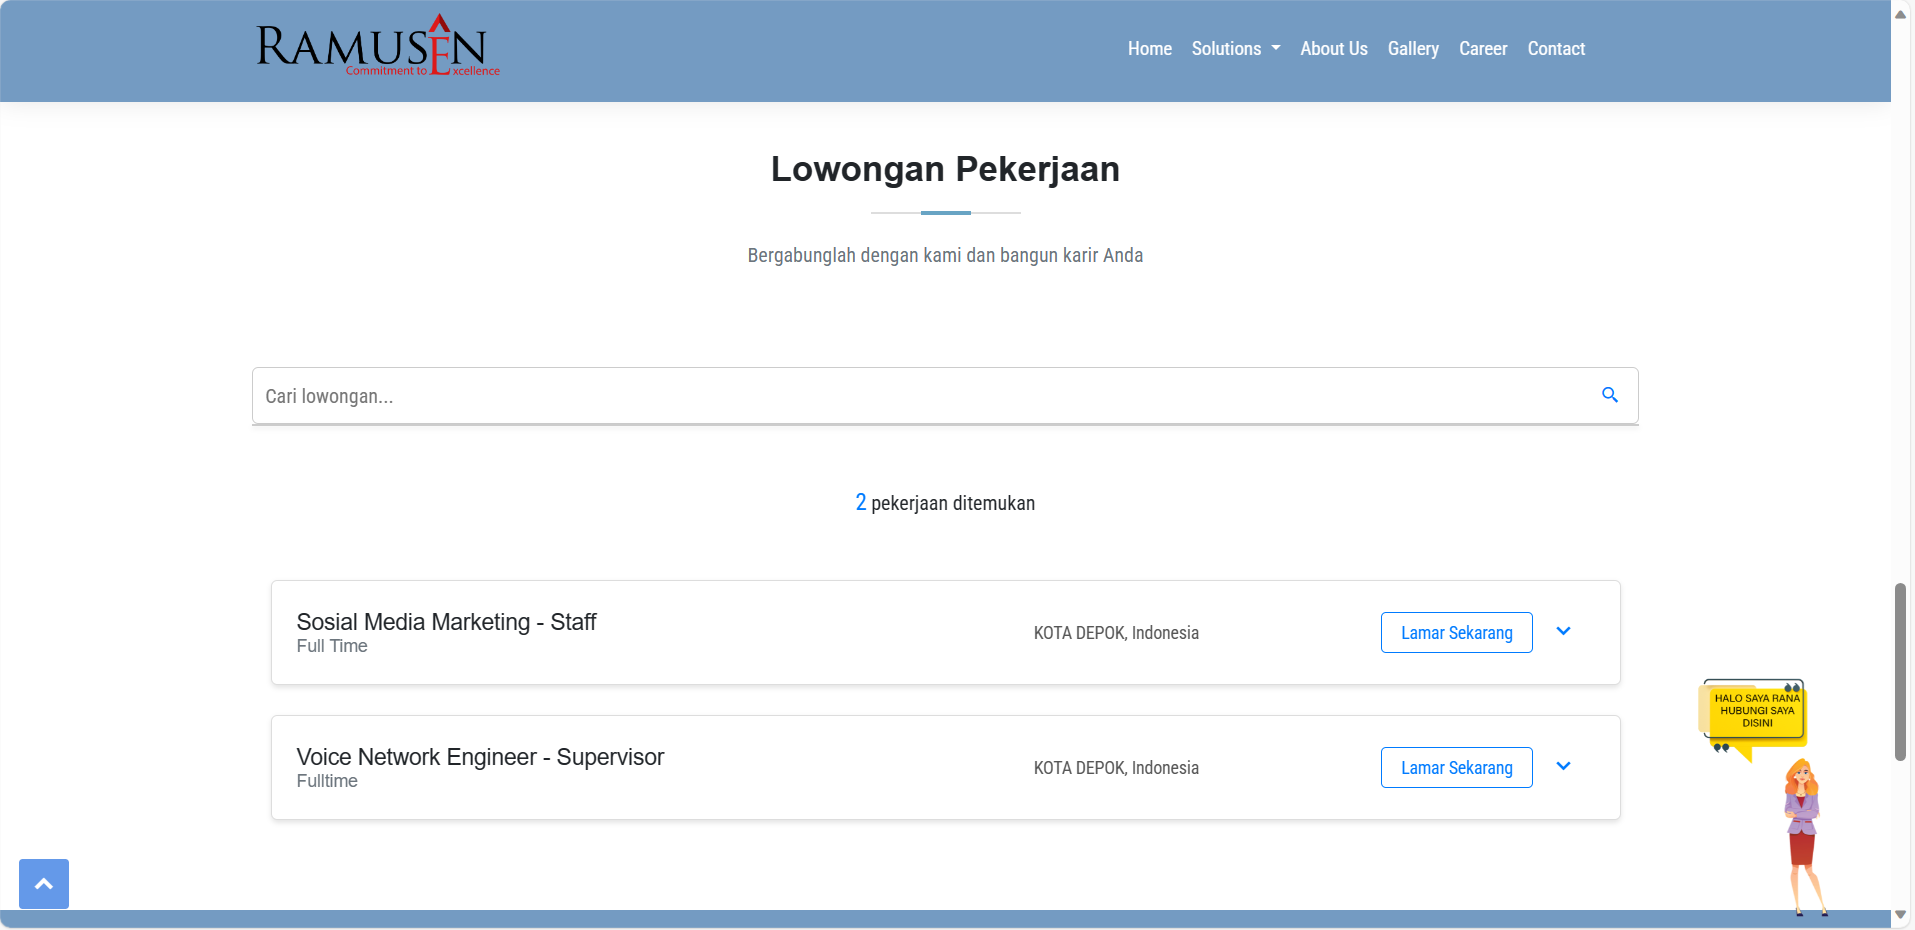 RAMUSEN
Commitment to Excellence
Home Solutions About Us Gallery Career Contact
Lowongan Pekerjaan
Bergabunglah dengan kami dan bangun karir Anda
Cari lowongan...
2 pekerjaan ditemukan
Sosial Media Marketing - Staff
Full Time
KOTA DEPOK, Indonesia
Lamar Sekarang
Voice Network Engineer - Supervisor
Fulltime
KOTA DEPOK, Indonesia
Lamar Sekarang
HALO SAYA RANA
HUBUNGI SAYA
DISINI